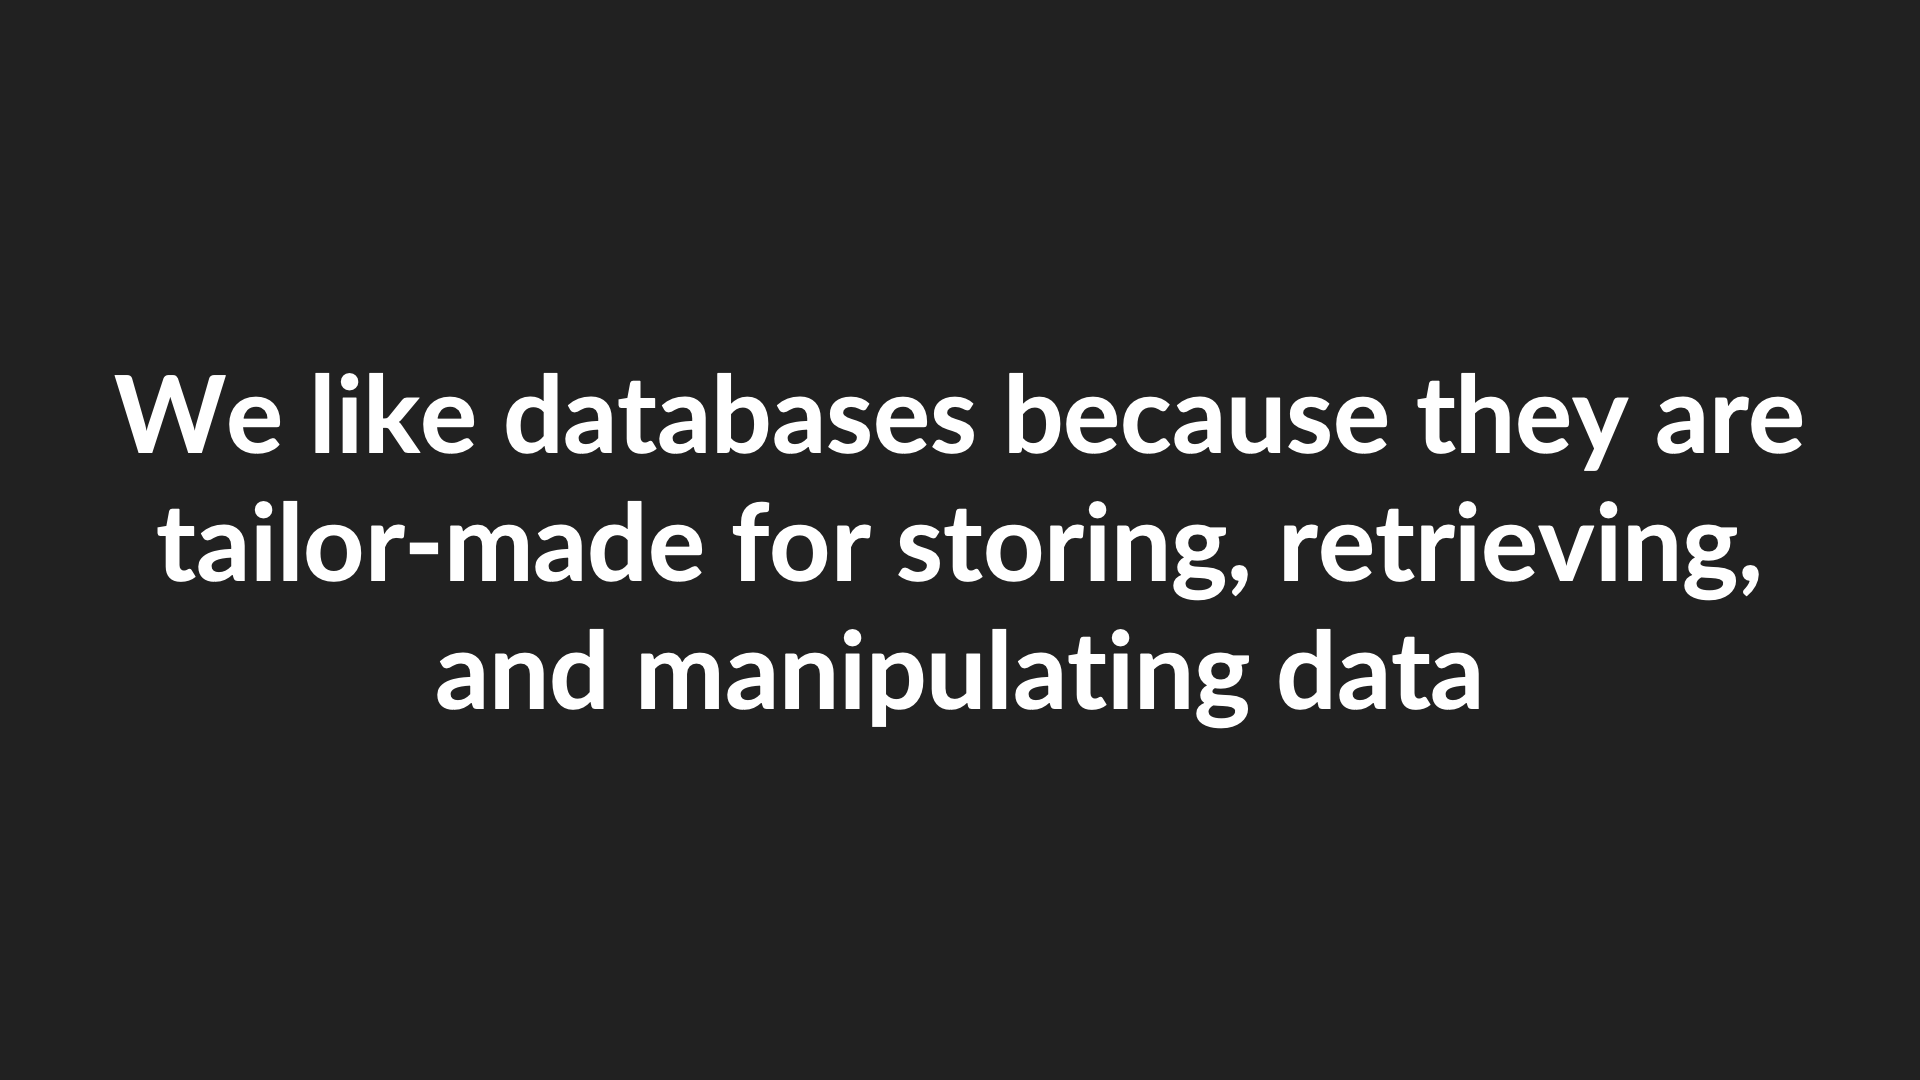 We like databases because they are
tailor-made for storing, retrieving,
and manipulating data